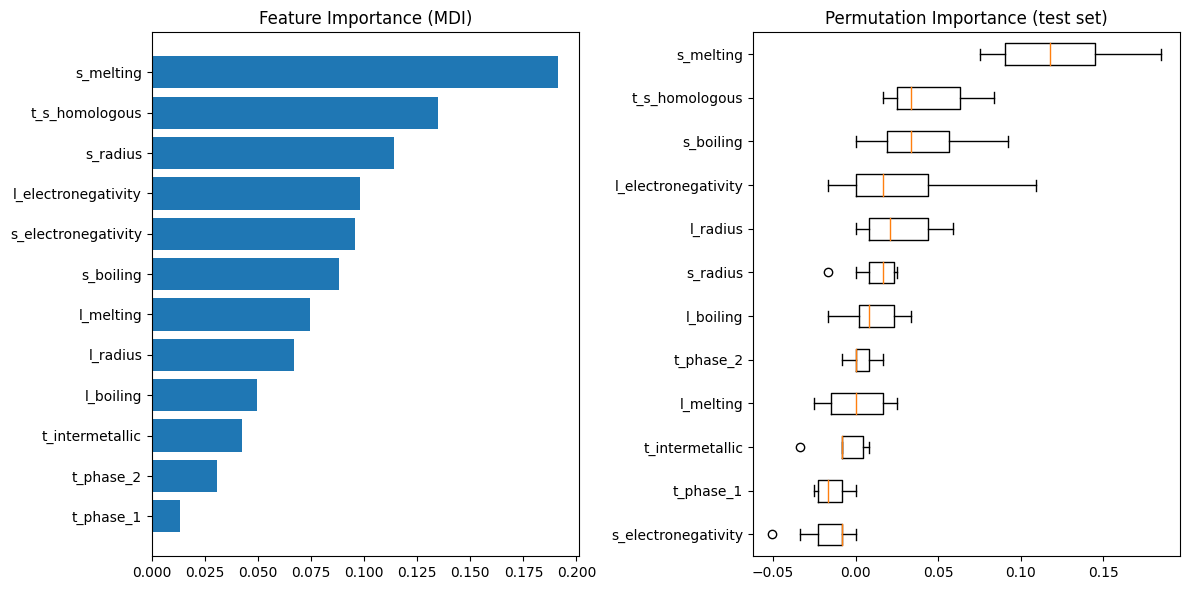 Feature Importance (MDI)
s_melting
t_s_homologous
s_radius
l_electronegativity
s_electronegativity
s_boiling
l_melting
l_radius
l_boiling
t_intermetallic
t_phase_2
t_phase_1
0.000 0.025 0.050 0.075 0.100 0.125 0.150 0.175 0.200
Permutation Importance (test set)
s_melting
t_s_homologous
s_boiling
l_electronegativity
l_radius
s_radius
l_boiling
t_phase_2
l_melting
t_intermetallic
t_phase_1
s_electronegativity
−0.05 0.00 0.05 0.10 0.15